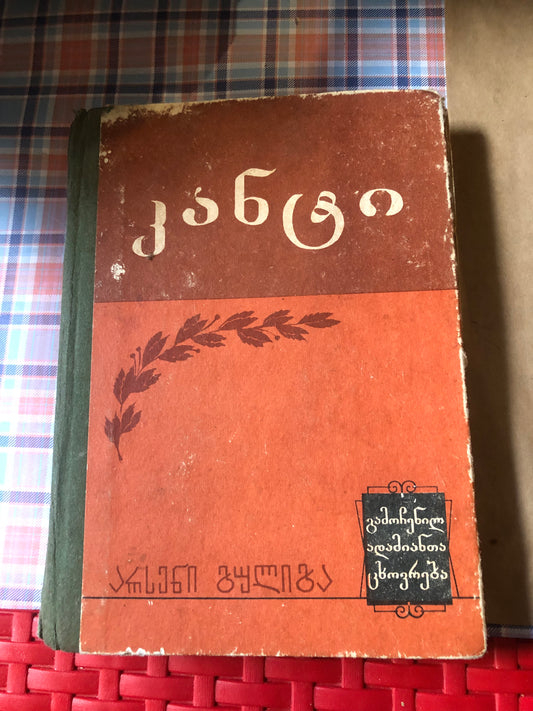 კანტი
გამოჩენილ
ადამიანთა
ცხოვრება
არსენი გულიგა